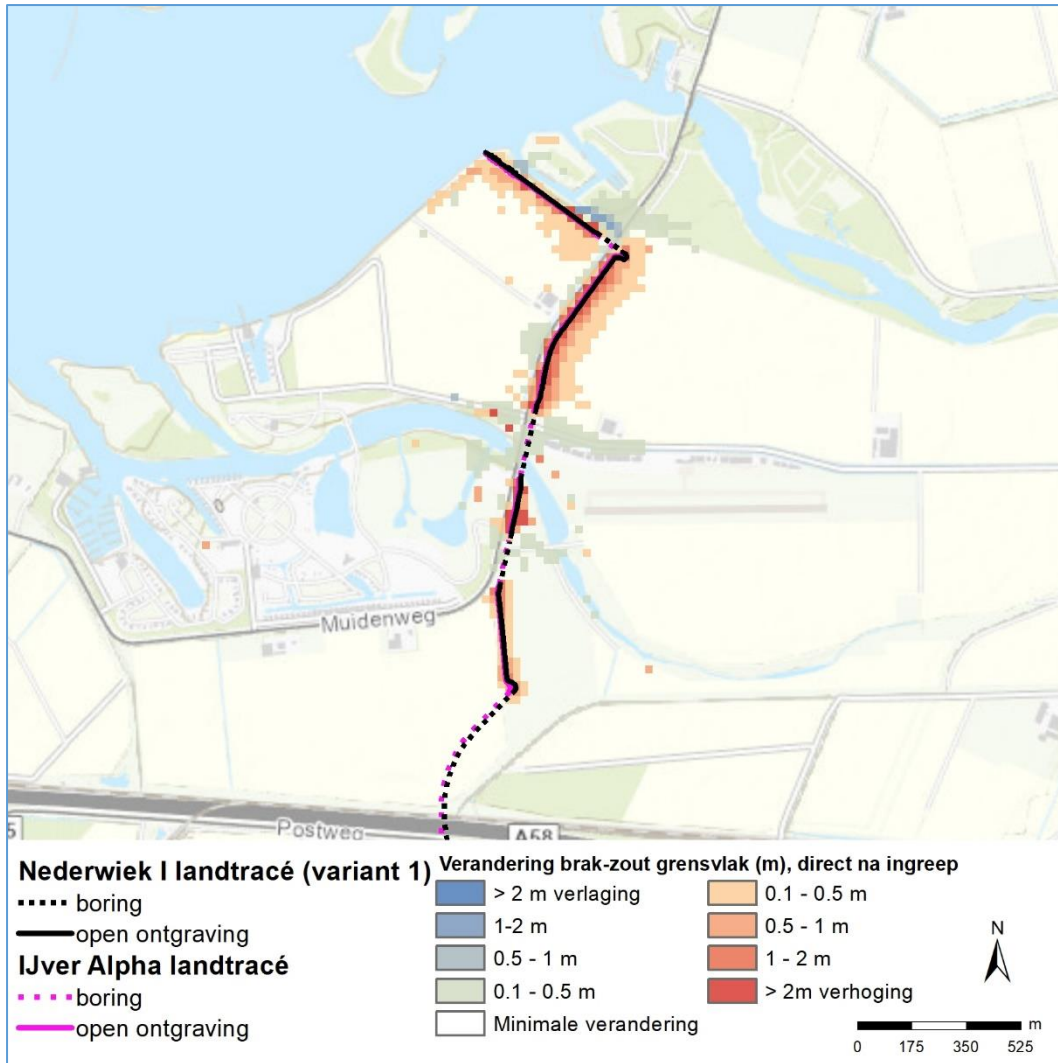 Muidenweg
Postweg
A58
5
Nederwiek I landtracé (variant 1)
boring
open ontgraving
IJver Alpha landtracé
boring
open ontgraving
Verandering brak-zout grensvlak (m), direct na ingreep
> 2 m verlaging
1-2 m
0.5 - 1 m
0.1 - 0.5 m
Minimale verandering
0.1 - 0.5 m
0.5 - 1 m
1 - 2 m
> 2m verhoging
N
m
0 175 350 525